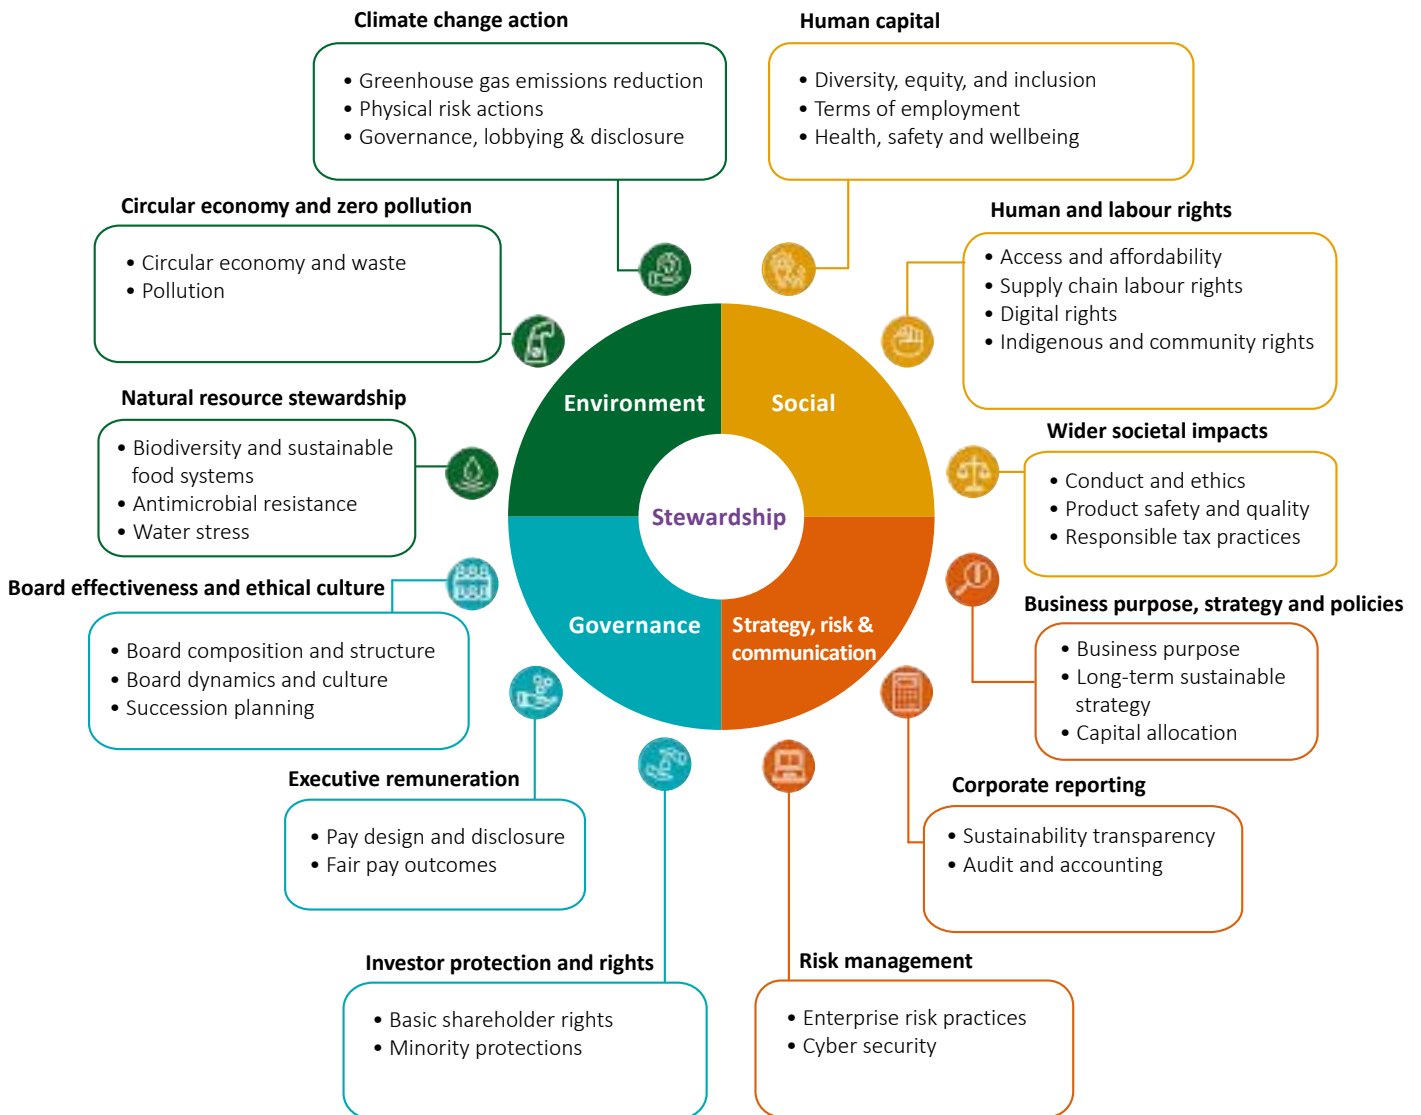 Climate change action
• Greenhouse gas emissions reduction
• Physical risk actions
• Governance, lobbying & disclosure
Human capital
• Diversity, equity, and inclusion
• Terms of employment
• Health, safety and wellbeing
Circular economy and zero pollution
• Circular economy and waste
• Pollution
Human and labour rights
• Access and affordability
• Supply chain labour rights
• Digital rights
• Indigenous and community rights
Natural resource stewardship
• Biodiversity and sustainable
food systems
• Antimicrobial resistance
• Water stress
Environment
Social
Stewardship
Governance
Strategy, risk &
communication
Wider societal impacts
• Conduct and ethics
• Product safety and quality
• Responsible tax practices
Board effectiveness and ethical culture
• Board composition and structure
• Board dynamics and culture
• Succession planning
Business purpose, strategy and policies
• Business purpose
• Long-term sustainable
strategy
• Capital allocation
Executive remuneration
• Pay design and disclosure
• Fair pay outcomes
Corporate reporting
• Sustainability transparency
• Audit and accounting
Investor protection and rights
• Basic shareholder rights
• Minority protections
Risk management
• Enterprise risk practices
• Cyber security